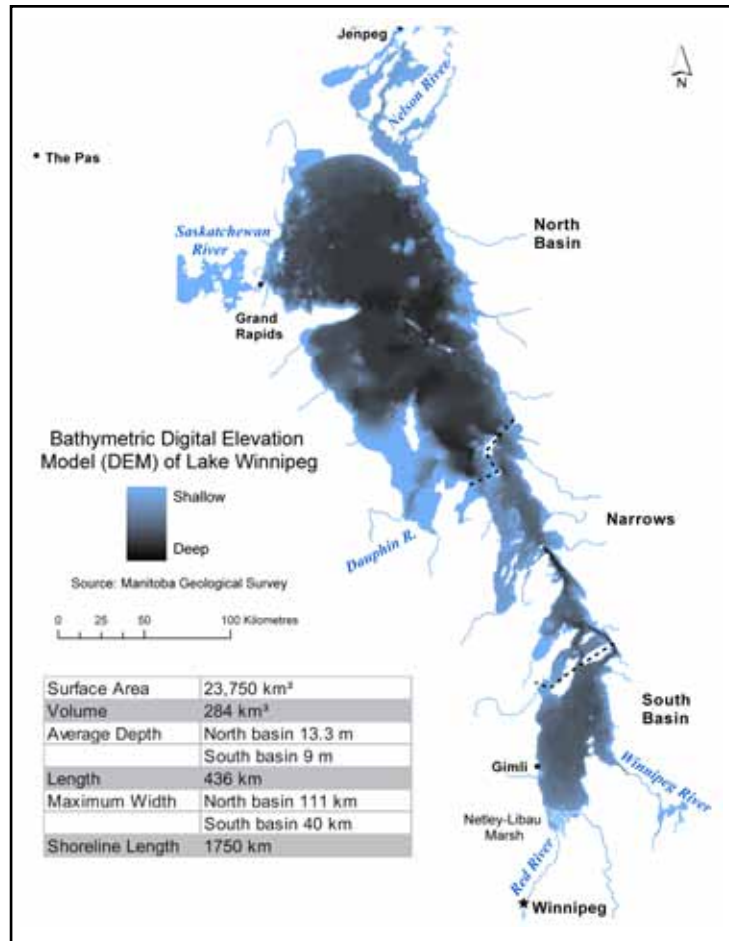 Jenpeg
Nelson River
N
The Pas
North
Basin
Saskatchewan
River
Grand
Rapids
Bathymetric Digital Elevation
Model (DEM) of Lake Winnipeg
Shallow
Deep
Source: Manitoba Geological Survey
0 25 50 100 Kilometres
Dauphin R.
Narrows
Surface Area 23,750 km²
Volume 284 km³
Average Depth North basin 13.3 m
South basin 9 m
Length 436 km
Maximum Width North basin 111 km
South basin 40 km
Shoreline Length 1750 km
South
Basin
Gimli
Winnipeg River
Netley-Libau
Marsh
Red River
Winnipeg